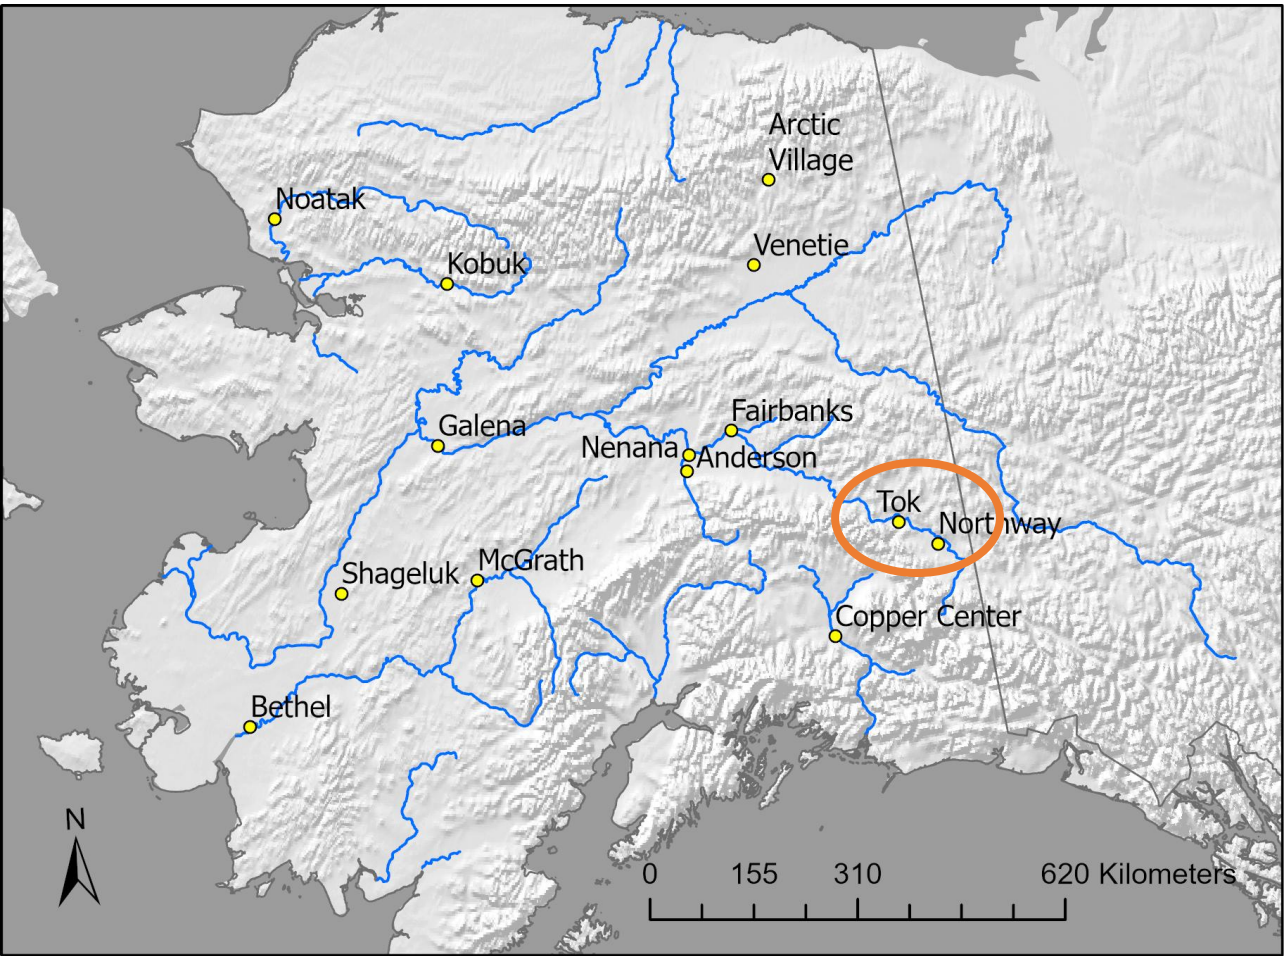 Arctic
Village
Noatak
Venetie
Kobuk
Fairbanks
Galena
Nenana
Anderson
Tok
Northway
McGrath
Shageluk
Copper Center
Bethel
N
0 155 310 620 Kilometers